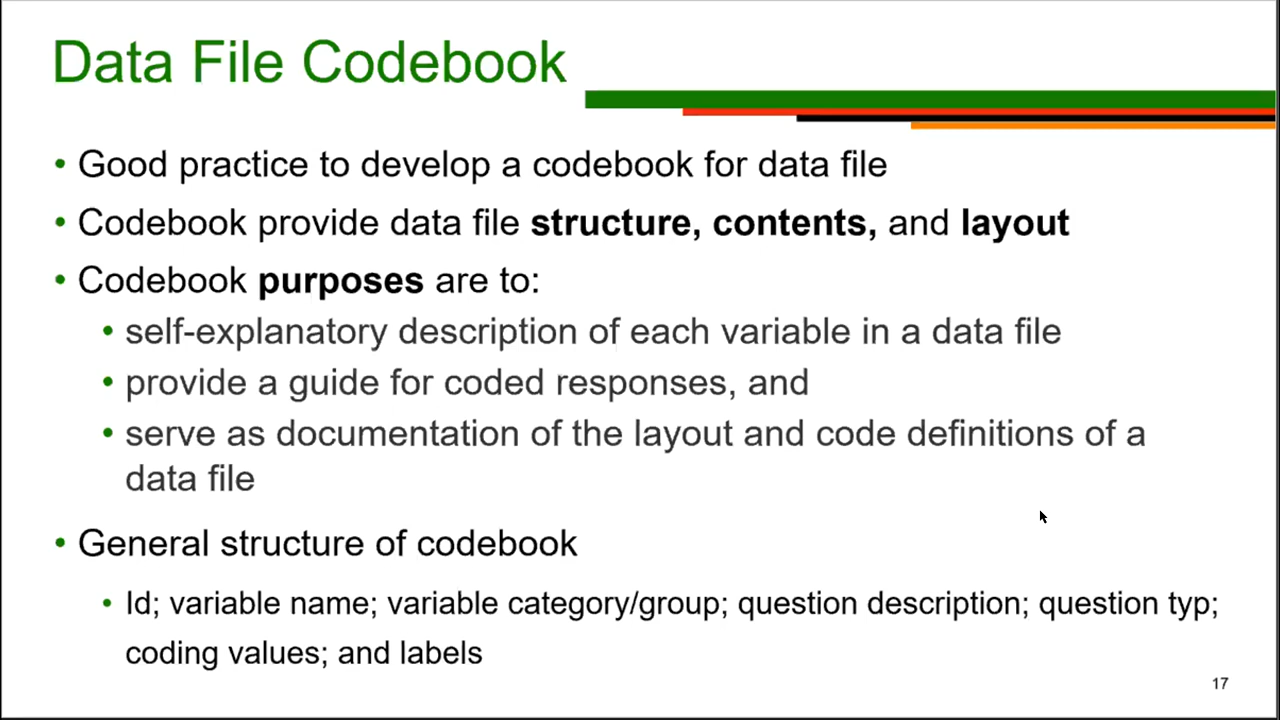 Data File Codebook
• Good practice to develop a codebook for data file
• Codebook provide data file structure, contents, and layout
• Codebook purposes are to:
• self-explanatory description of each variable in a data file
• provide a guide for coded responses, and
• serve as documentation of the layout and code definitions of a
data file
• General structure of codebook
• Id; variable name; variable category/group; question description; question typ;
coding values; and labels
17